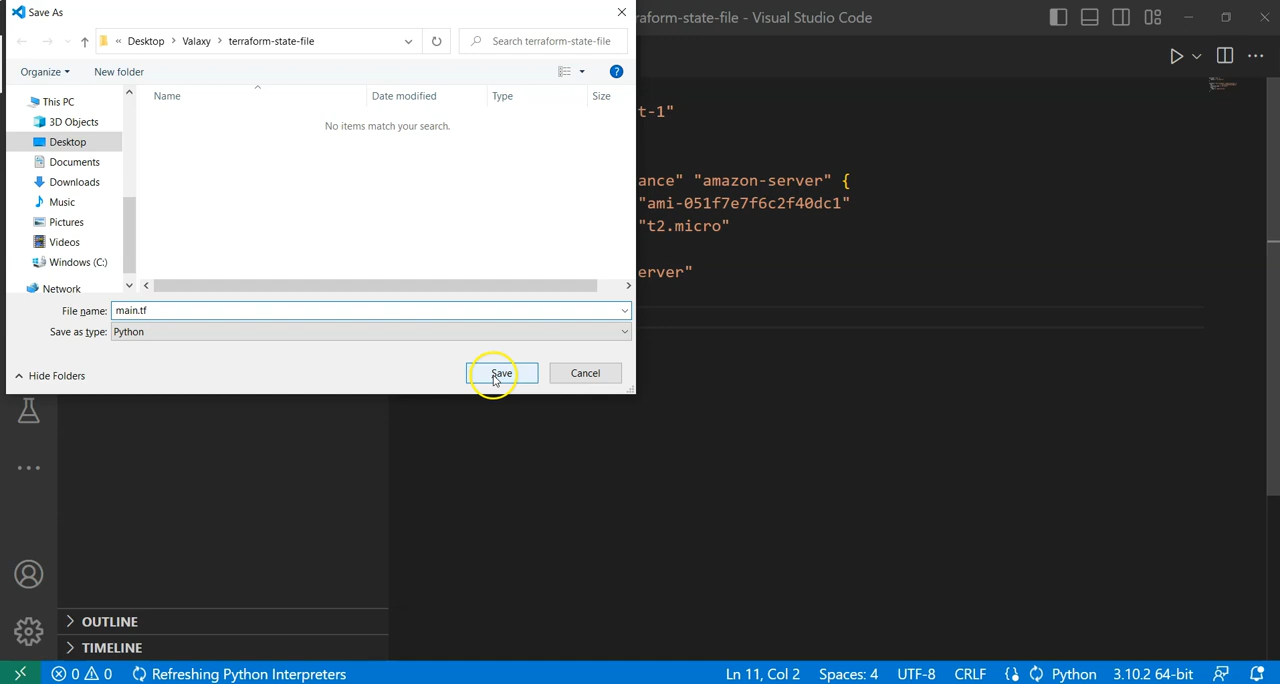 Save As
raform-state-file - Visual Studio Code
« Desktop > Valaxy > terraform-state-file
Search terraform-state-file
Organize
New folder
?
This PC
3D Objects
Desktop
Documents
Downloads
Music
Pictures
Videos
Windows (C:)
Network
Name
Date modified
Type
Size
No items match your search.
t-1"
ance" "amazon-server" {
"ami-051f7e7f6c2f40dc1"
"t2.micro"
erver"
File name: main.tf
Save as type: Python
Hide Folders
Save
Cancel
OUTLINE
TIMELINE
0 0 Refreshing Python Interpreters Ln 11, Col 2 Spaces: 4 UTF-8 CRLF Python 3.10.2 64-bit